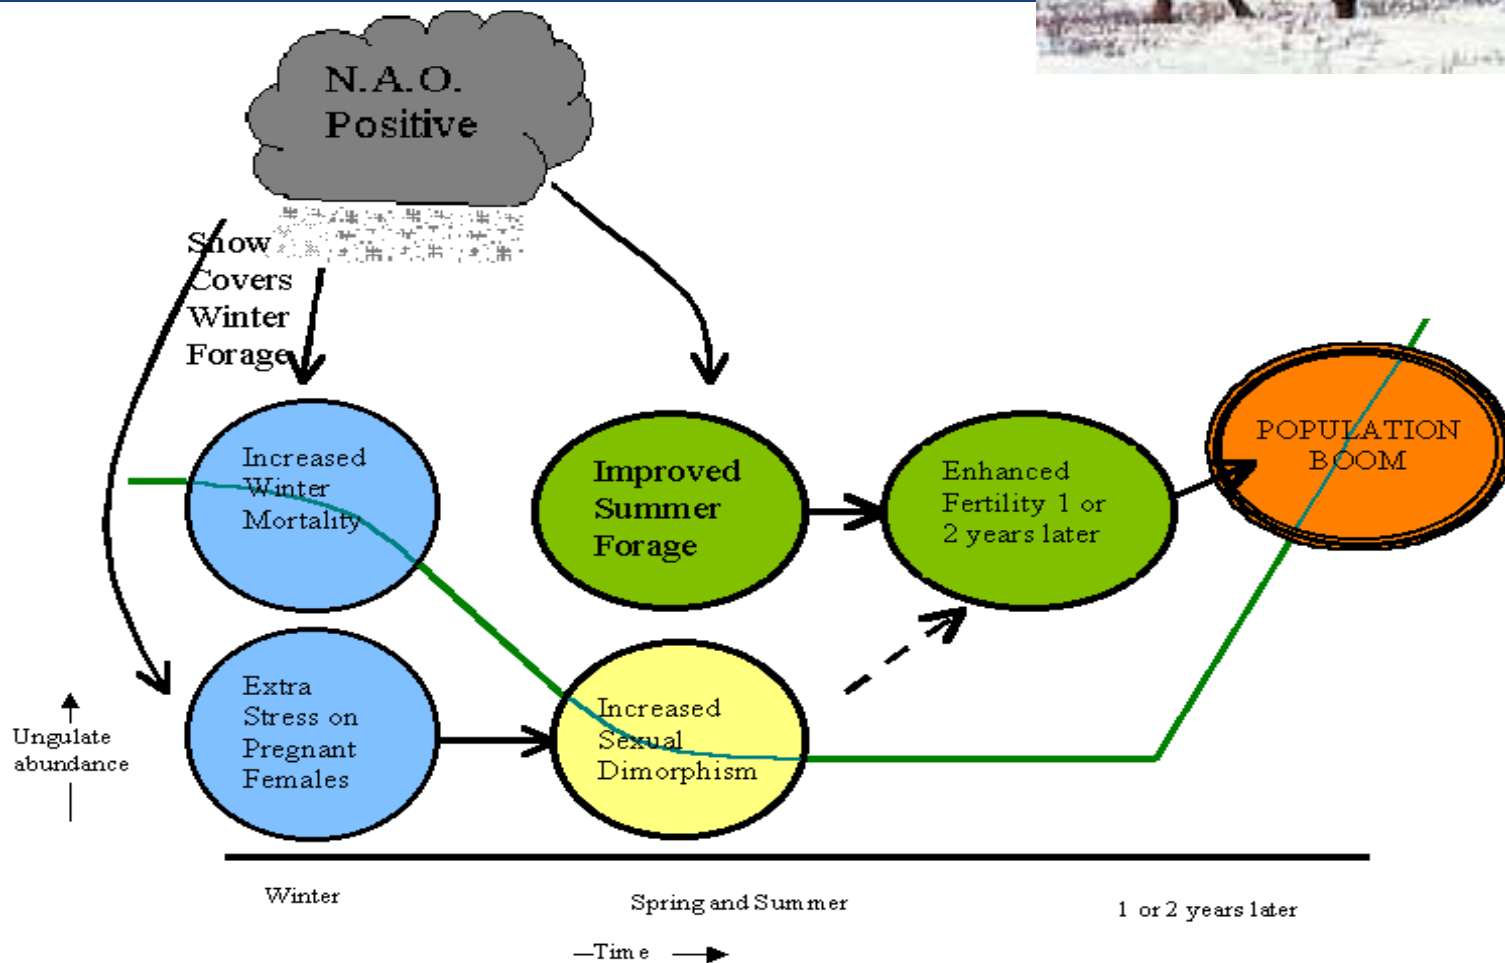 N.A.O.
Positive
Snow
Covers
Winter
Forage
Increased
Winter
Mortality
Improved
Summer
Forage
Enhanced
Fertility 1 or
2 years later
POPULATION
BOOM
Extra
Stress on
Pregnant
Females
Increased
Sexual
Dimorphism
Ungulate
abundance
Winter
Spring and Summer
1 or 2 years later
Time